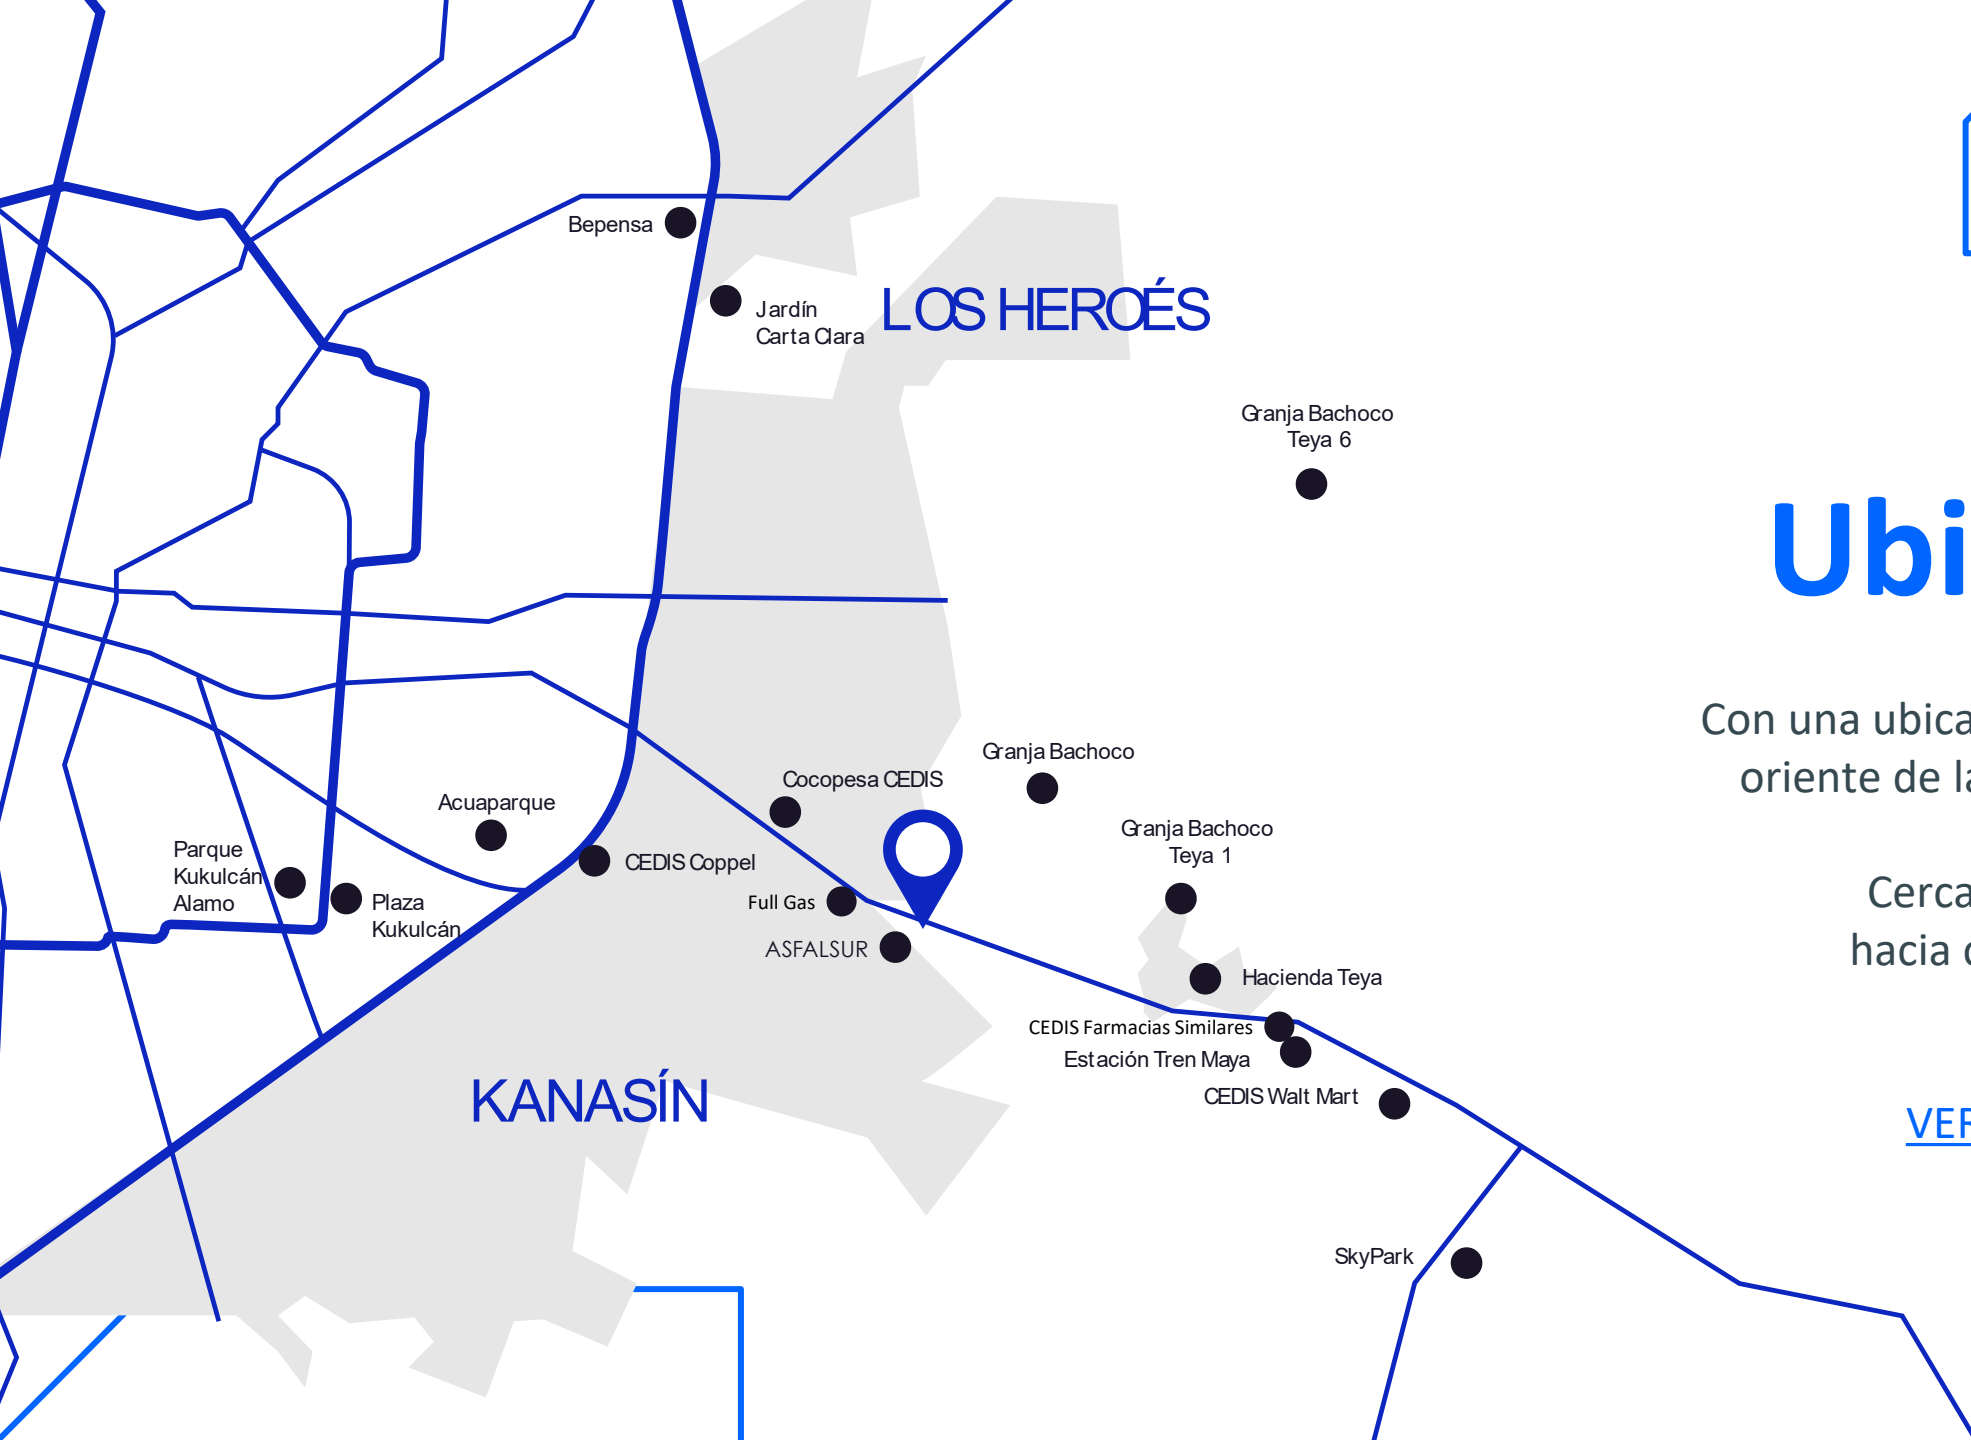 Bepensa
Jardín
Carta Clara
LOS HEROÉS
Granja Bachoco
Teya 6
Ubi
Con una ubica
oriente de la
Granja Bachoco
Cocopesa CEDIS
Acuaparque
Granja Bachoco
Teya 1
Parque
Kukulcán
Alamo
CEDIS Coppel
Plaza
Kukulcán
Full Gas
ASFALSUR
Cerca
hacia
Hacienda Teya
CEDIS Farmacias Similares
Estación Tren Maya
CEDIS Walt Mart
KANASÍN
VER
SkyPark